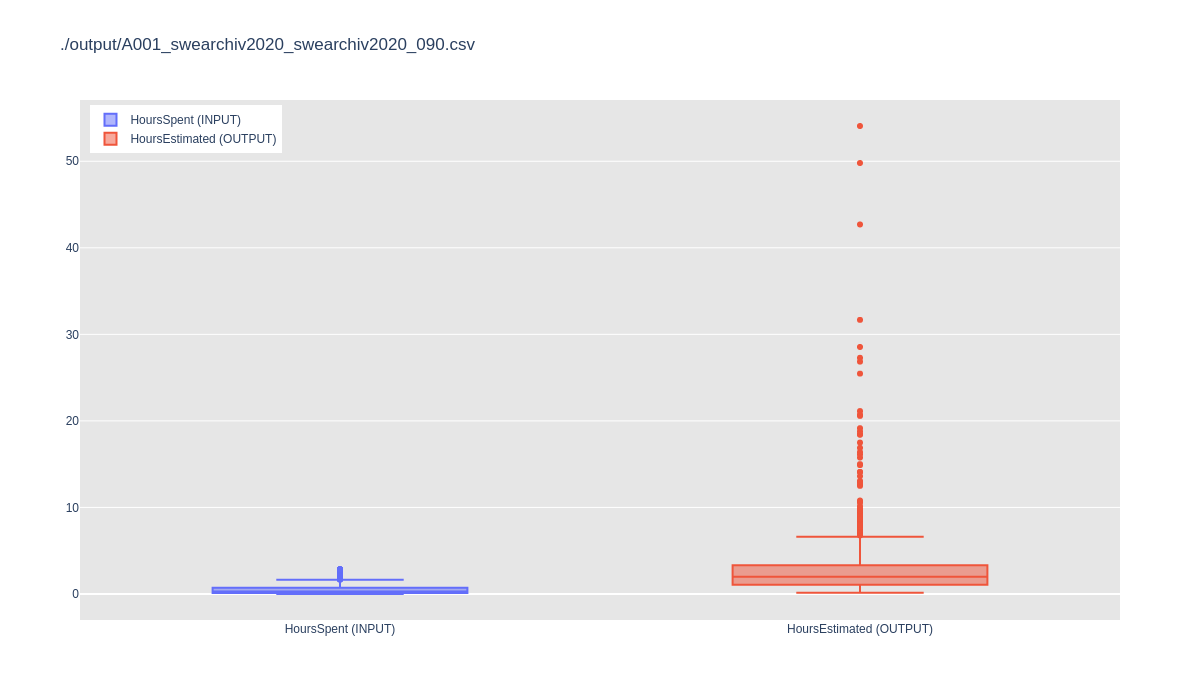 ./output/A001_swearchiv2020_swearchiv2020_090.csv
HoursSpent (INPUT)
HoursEstimated (OUTPUT)
50
40
30
20
10
0
HoursSpent (INPUT)
HoursEstimated (OUTPUT)